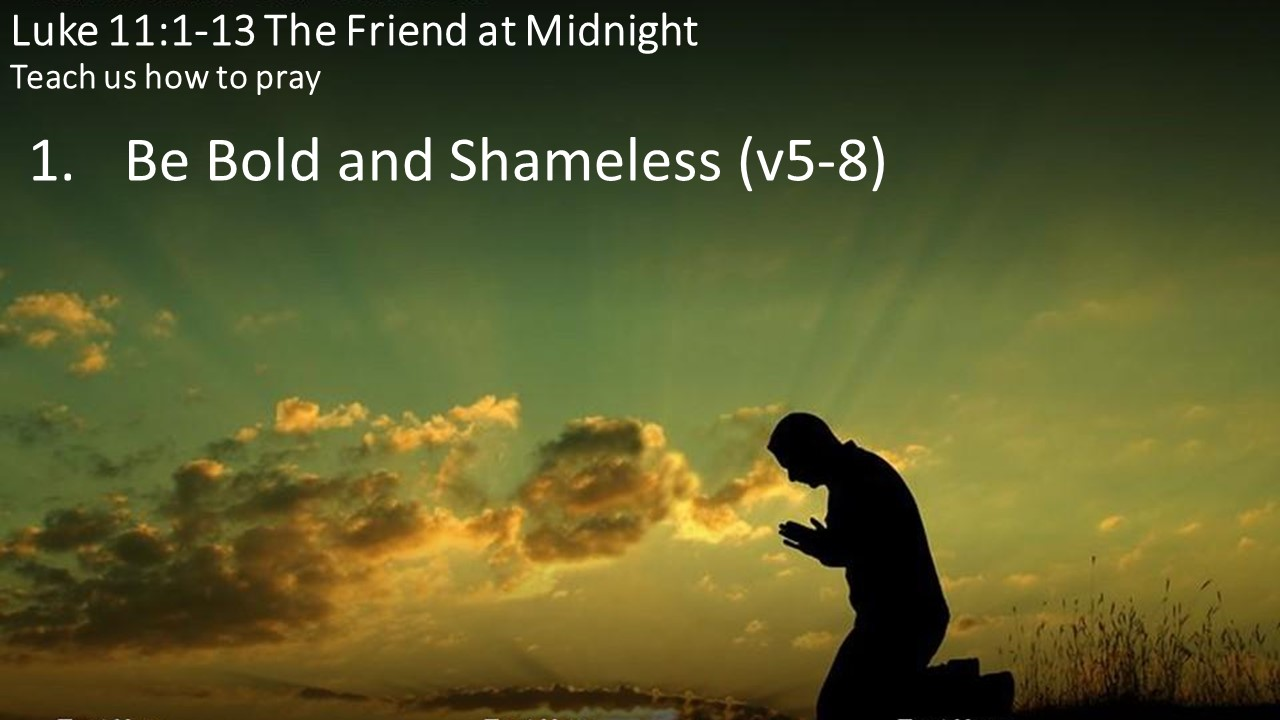 Luke 11:1-13 The Friend at Midnight
Teach us how to pray
1. Be Bold and Shameless (v5-8)